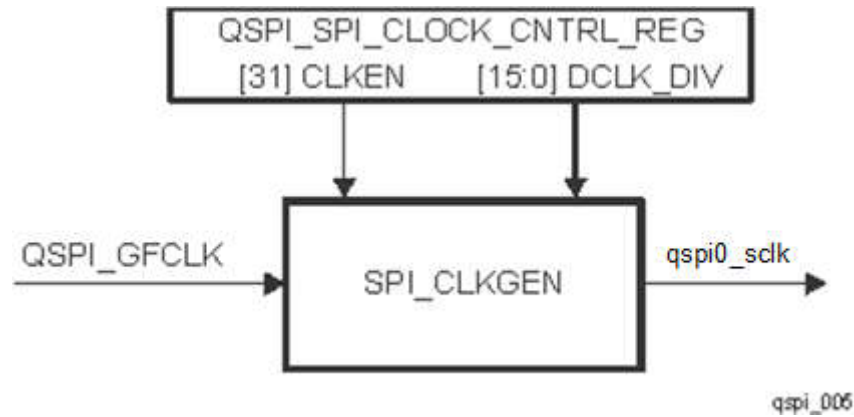 QSPI_SPI_CLOCK_CNTRL_REG
[31] CLKEN [15:0] DCLK_DIV
QSPI_GFCLK
SPI_CLKGEN
qspi0_sclk
qspi_005